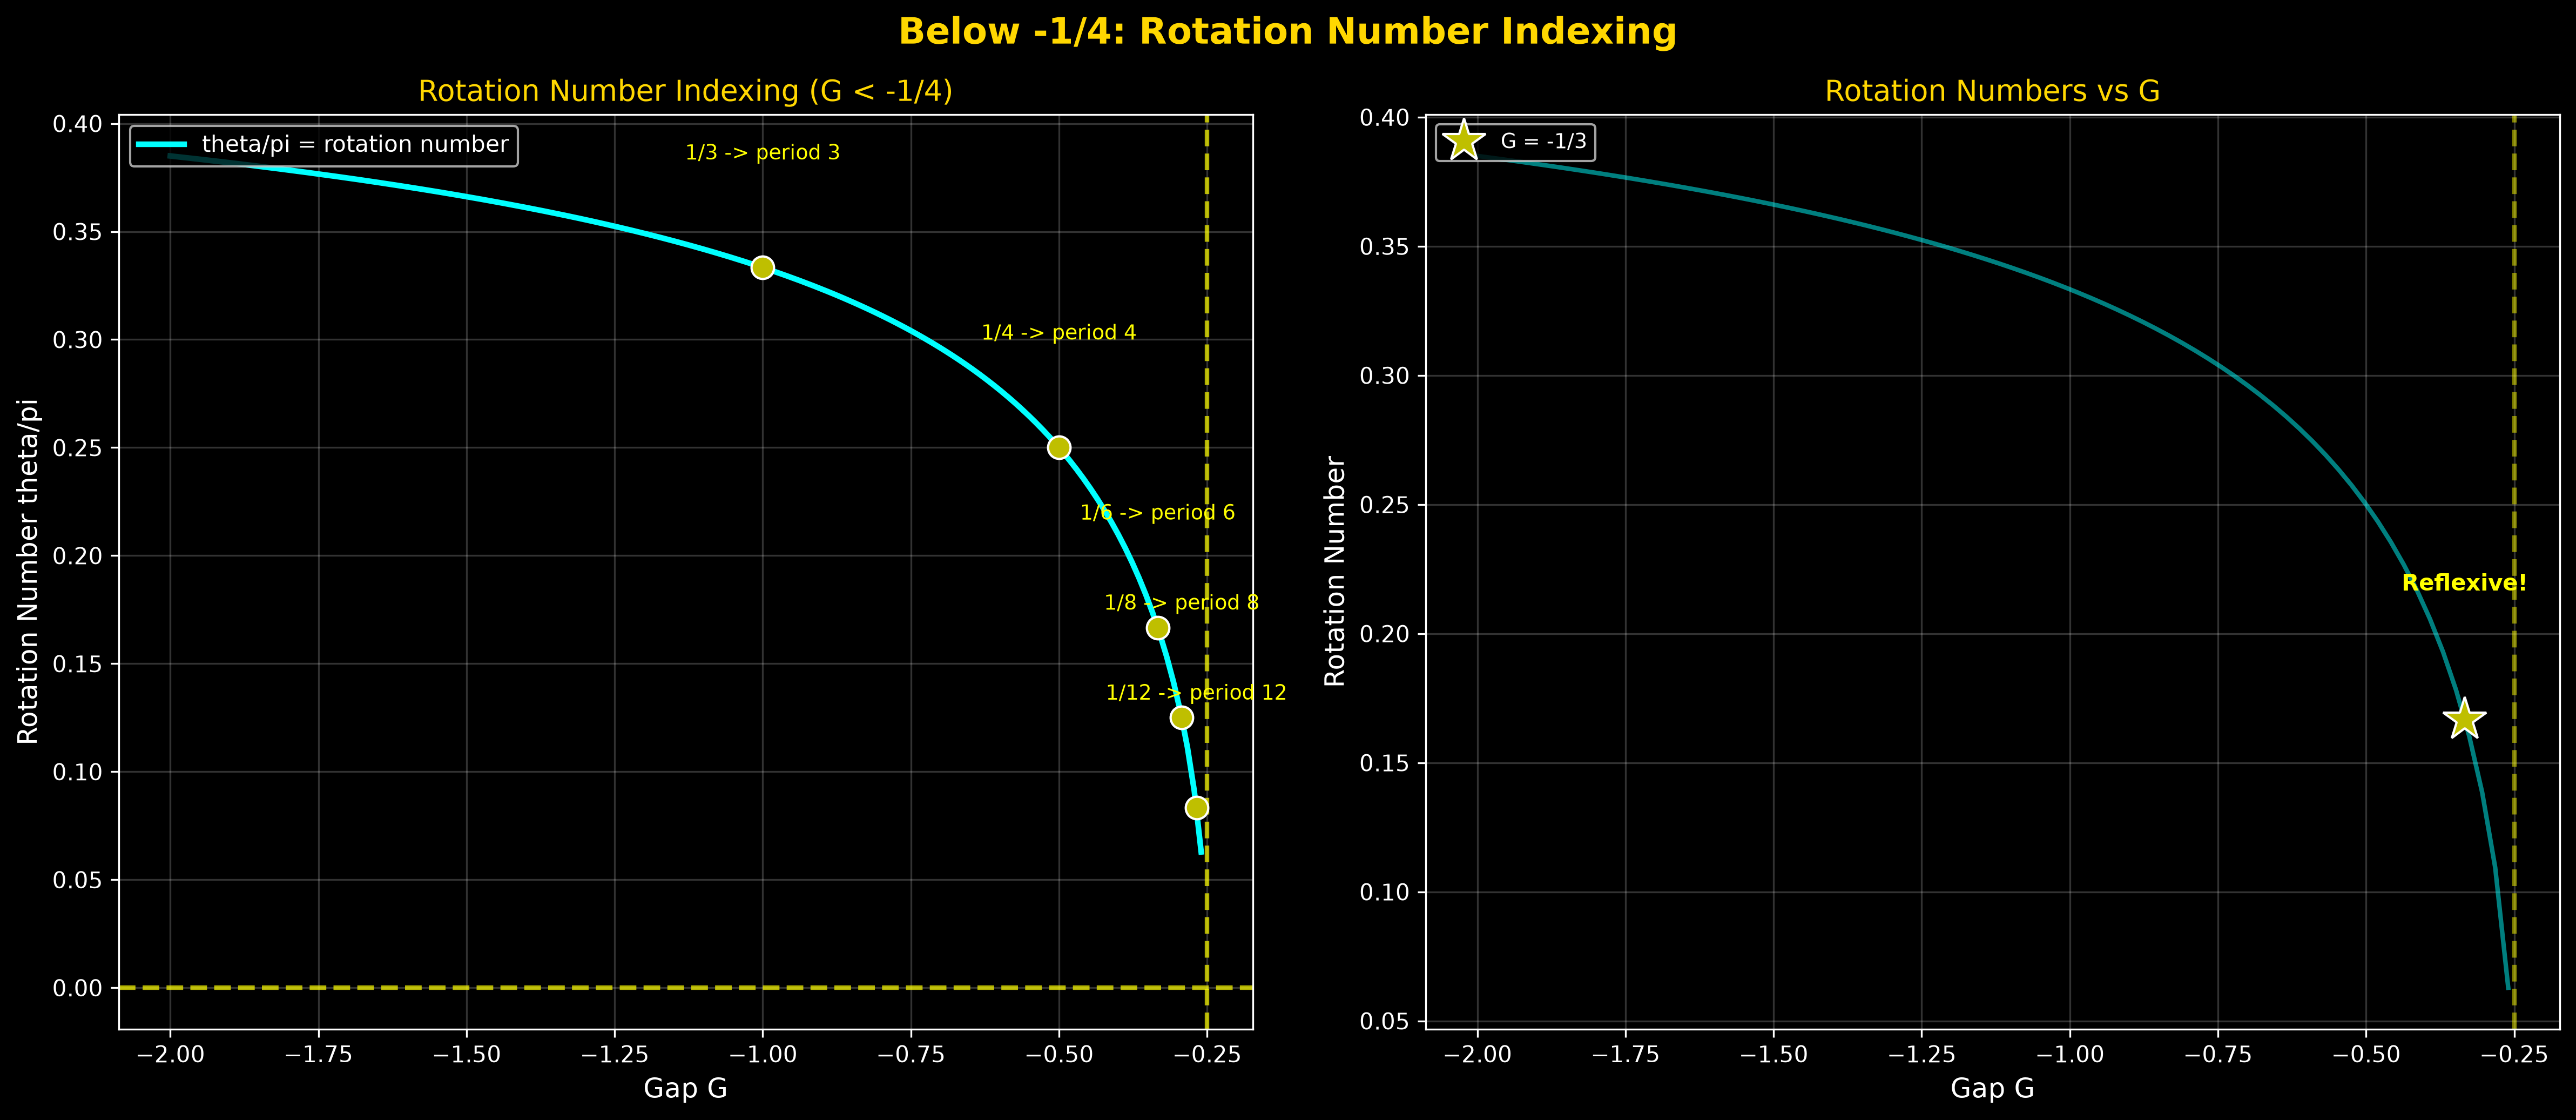 Below -1/4: Rotation Number Indexing
Rotation Number Indexing (G < -1/4)
theta/pi = rotation number
1/3 -> period 3
1/4 -> period 4
1/6 -> period 6
1/8 -> period 8
1/12 -> period 12
0.40
0.35
0.30
0.25
0.20
0.15
0.10
0.05
0.00
Rotation Number theta/pi
−2.00 −1.75 −1.50 −1.25 −1.00 −0.75 −0.50 −0.25
Gap G
Rotation Numbers vs G
G = -1/3
Reflexive!
0.40
0.35
0.30
0.25
0.20
0.15
0.10
0.05
Rotation Number
−2.00 −1.75 −1.50 −1.25 −1.00 −0.75 −0.50 −0.25
Gap G